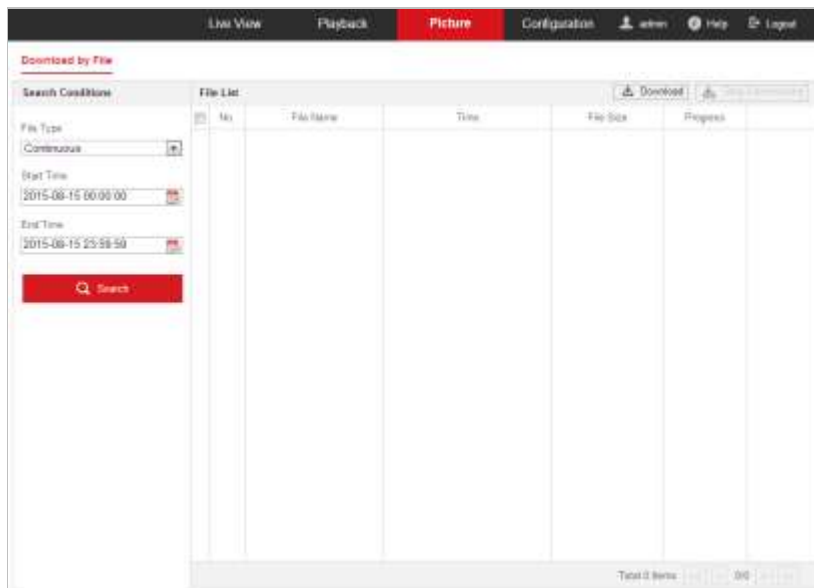 Live View Playback Picture Configuration admin Help Logout
Download by File
Search Conditions
File List
Download
No. File Name Time File Size Progress
File Type
Continuous
Start Time
2015-08-15 00:00:00
End Time
2015-08-15 23:59:59
Search
Total 0 Items 0/0